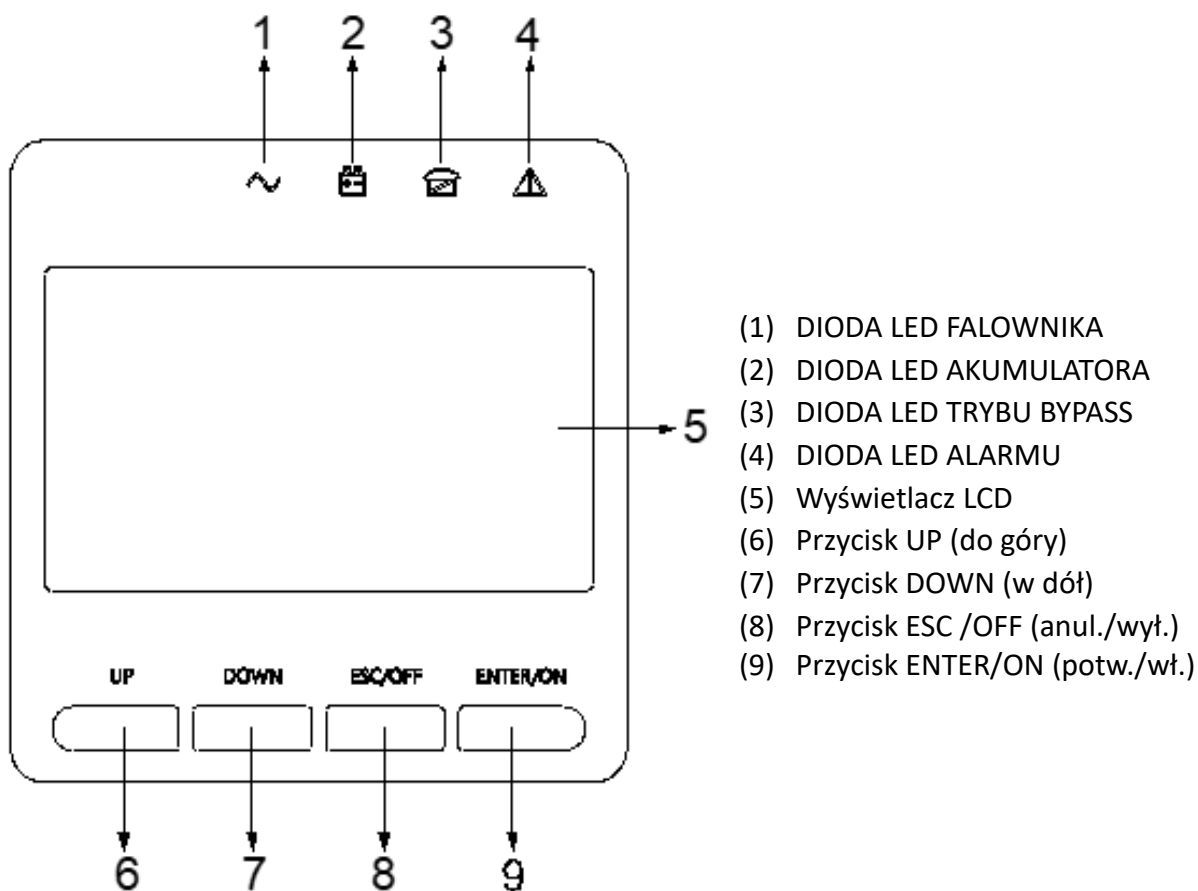 1 2 3 4
5
UP DOWN ESC/OFF ENTER/ON
6 7 8 9
(1) DIODA LED FALOWNIKA
(2) DIODA LED AKUMULATORA
(3) DIODA LED TRYBU BYPASS
(4) DIODA LED ALARMU
(5) Wyświetlacz LCD
(6) Przycisk UP (do góry)
(7) Przycisk DOWN (w dół)
(8) Przycisk ESC /OFF (anul./wył.)
(9) Przycisk ENTER/ON (potw./wł.)